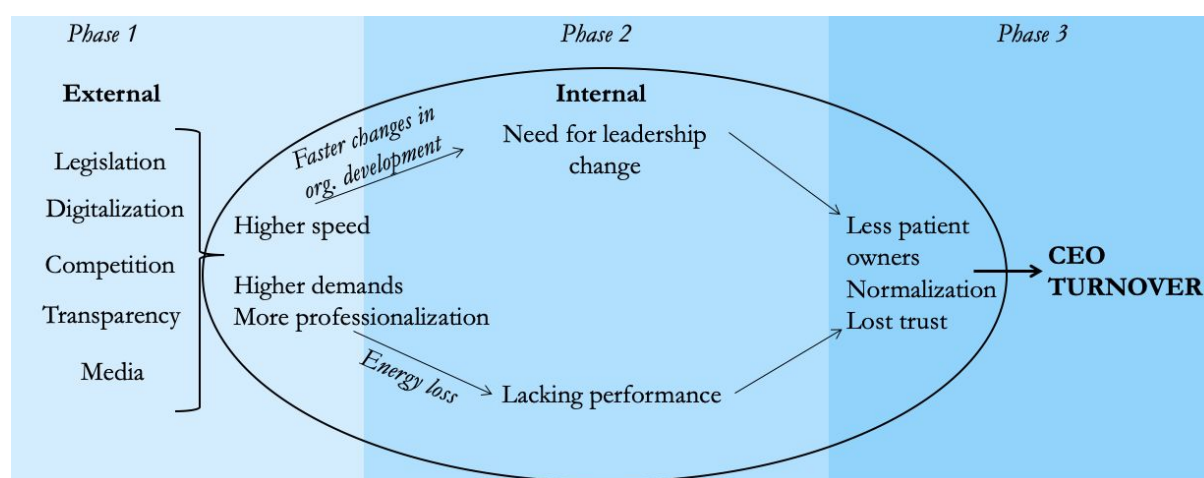 Phase 1
Phase 2
Phase 3
External
Legislation
Digitalization
Competition
Transparency
Media
Faster changes in
org. development
Higher speed
Higher demands
More professionalization
Energy loss
Internal
Need for leadership
change
Lacking performance
Less patient
owners
Normalization
Lost trust
CEO
TURNOVER